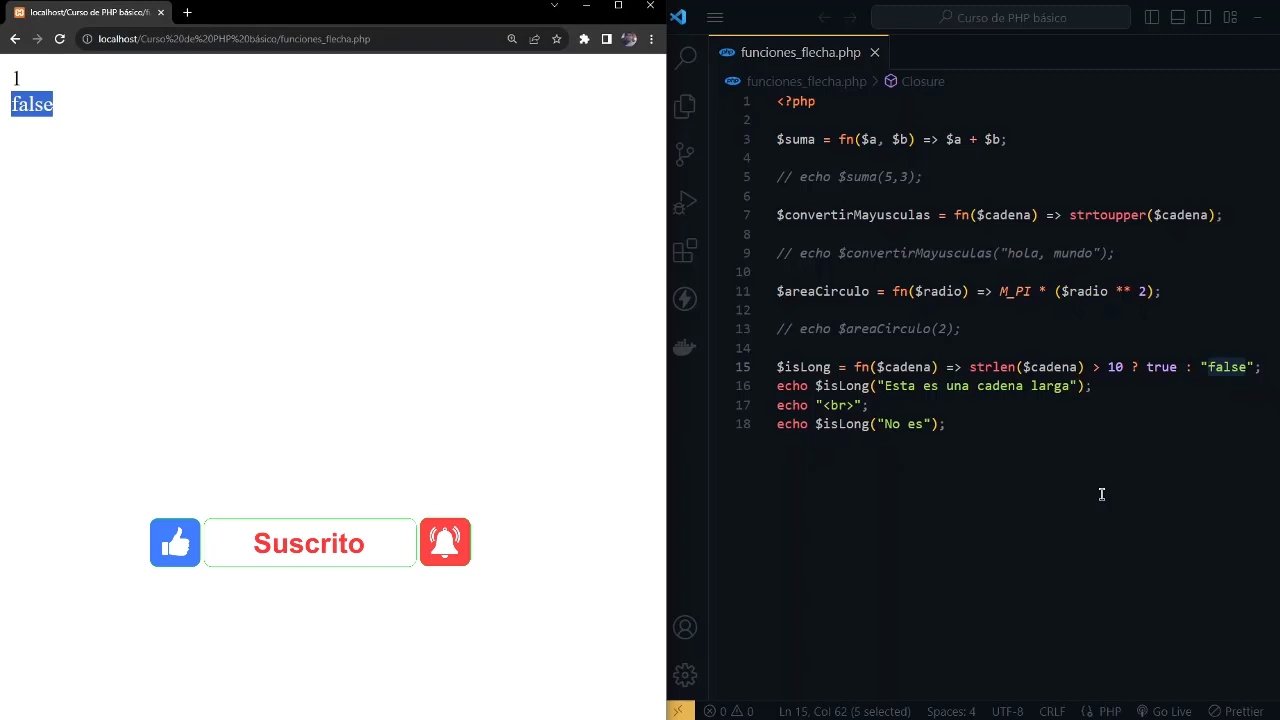 localhost/Curso de PHP básico/fu
localhost/Curso%20de%20PHP%20básico/funciones_flecha.php
1
false
Suscrito
Curso de PHP básico
funciones_flecha.php
funciones_flecha.php > Closure
1 <?php
2
3 $suma = fn($a, $b) => $a + $b;
4
5 // echo $suma(5,3);
6
7 $convertirMayusculas = fn($cadena) => strtoupper($cadena);
8
9 // echo $convertirMayusculas("hola, mundo");
10
11 $areaCirculo = fn($radio) => M_PI * ($radio ** 2);
12
13 // echo $areaCirculo(2);
14
15 $isLong = fn($cadena) => strlen($cadena) > 10 ? true : "false";
16 echo $isLong("Esta es una cadena larga");
17 echo "<br>";
18 echo $isLong("No es");
0 0 Ln 15, Col 62 (5 selected) Spaces: 4 UTF-8 CRLF {} PHP Go Live Prettier